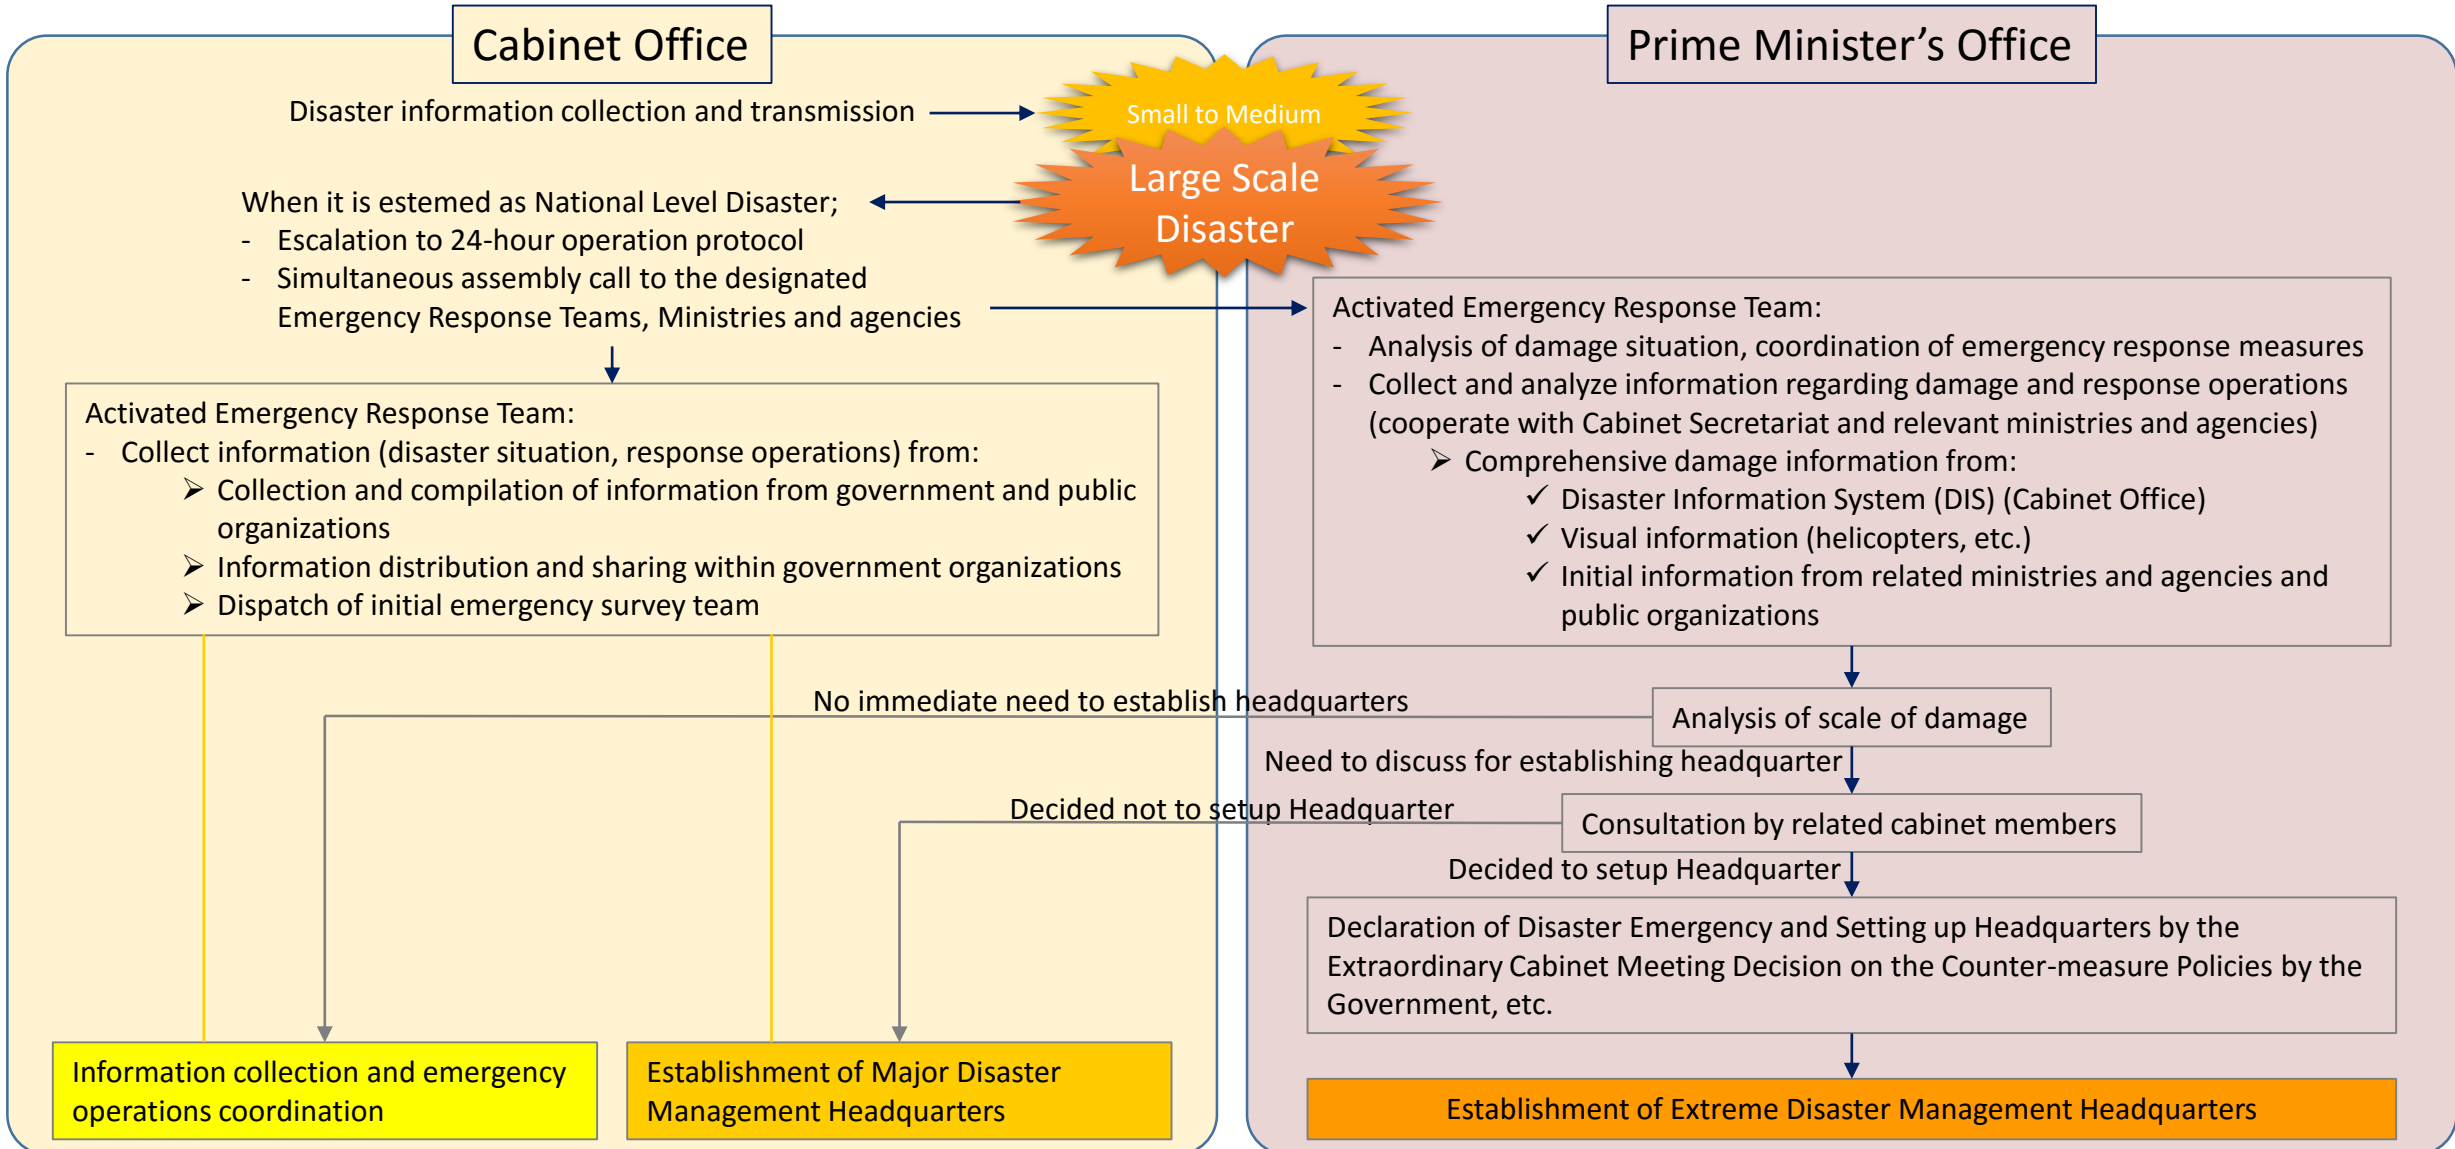 Cabinet Office
Disaster information collection and transmission
Small to Medium
Large Scale
Disaster
When it is estemed as National Level Disaster;
- Escalation to 24-hour operation protocol
- Simultaneous assembly call to the designated
Emergency Response Teams, Ministries and agencies
Activated Emergency Response Team:
- Collect information (disaster situation, response operations) from:
➢ Collection and compilation of information from government and public
organizations
➢ Information distribution and sharing within government organizations
➢ Dispatch of initial emergency survey team
Prime Minister’s Office
Activated Emergency Response Team:
- Analysis of damage situation, coordination of emergency response measures
- Collect and analyze information regarding damage and response operations
(cooperate with Cabinet Secretariat and relevant ministries and agencies)
➢ Comprehensive damage information from:
✓ Disaster Information System (DIS) (Cabinet Office)
✓ Visual information (helicopters, etc.)
✓ Initial information from related ministries and agencies and
public organizations
No immediate need to establish headquarters
Analysis of scale of damage
Need to discuss for establishing headquarter
Decided not to setup Headquarter
Consultation by related cabinet members
Decided to setup Headquarter
Declaration of Disaster Emergency and Setting up Headquarters by the
Extraordinary Cabinet Meeting Decision on the Counter-measure Policies by the
Government, etc.
Information collection and emergency
operations coordination
Establishment of Major Disaster
Management Headquarters
Establishment of Extreme Disaster Management Headquarters